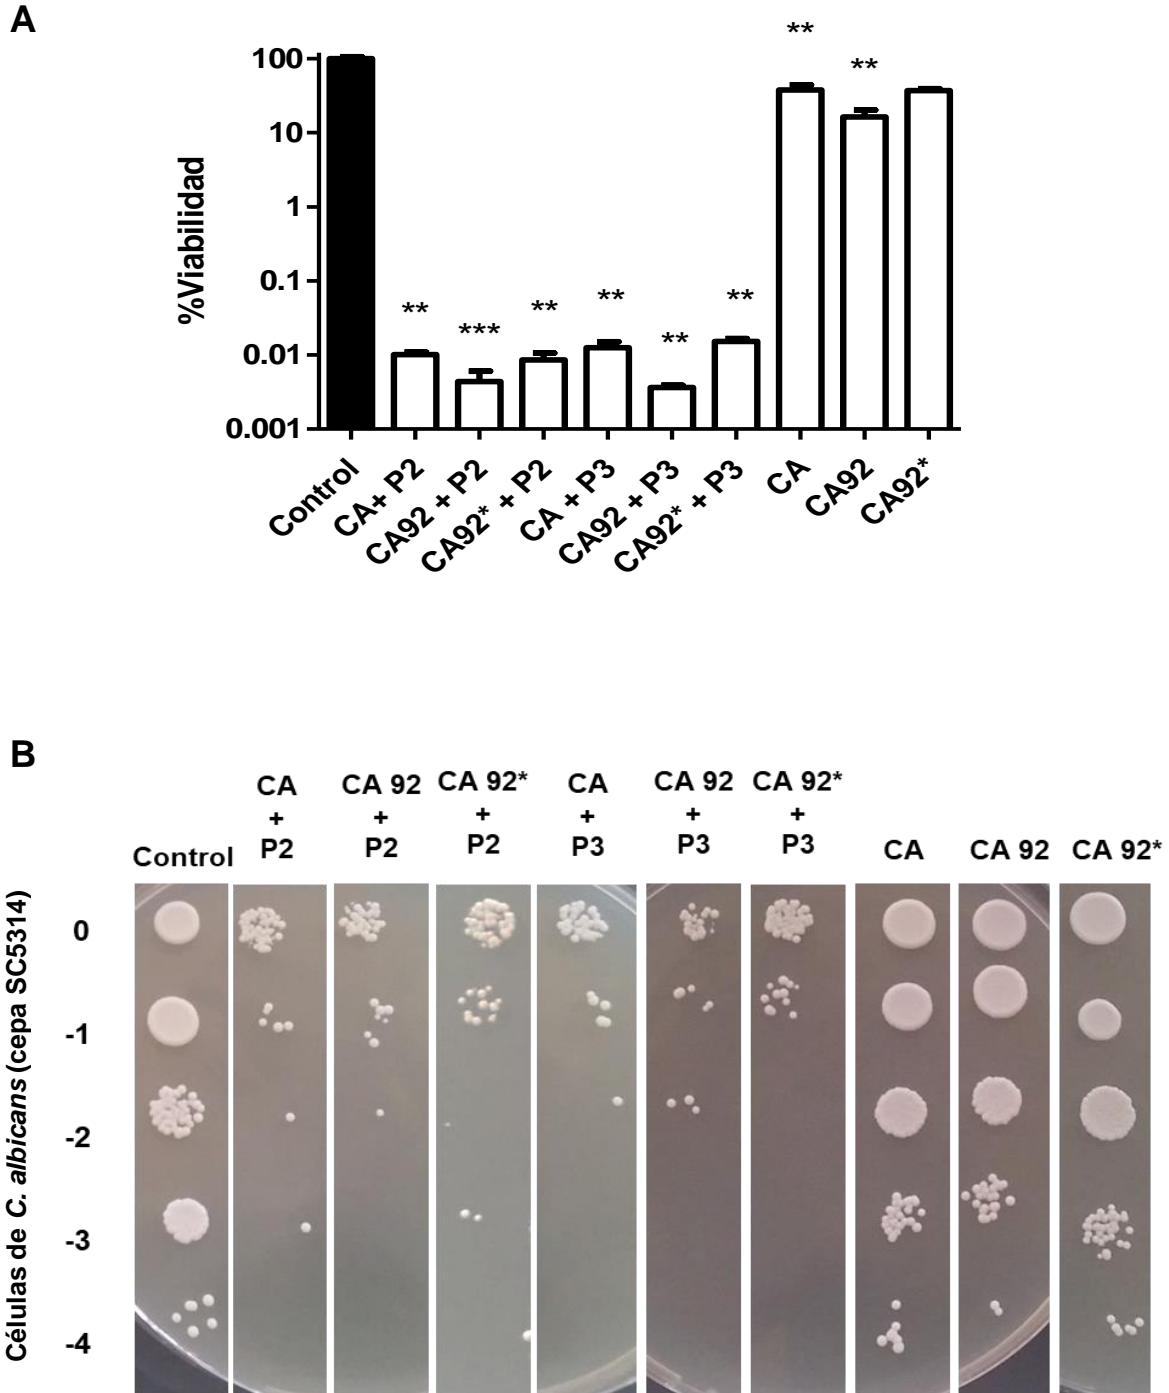 A
**
**
100
10
1
0.1
0.01
0.001
%Viabilidad
**
***
**
**
**
**
Control
CA+ P2
CA92 + P2
CA92* + P2
CA + P3
CA92 + P3
CA92* + P3
CA
CA92
CA92*
B
Control
CA
+
P2
CA 92
+
P2
CA 92*
+
P2
CA
+
P3
CA 92
+
P3
CA 92*
+
P3
CA
CA 92
CA 92*
Células de C. albicans (cepa SC5314)
0
-1
-2
-3
-4